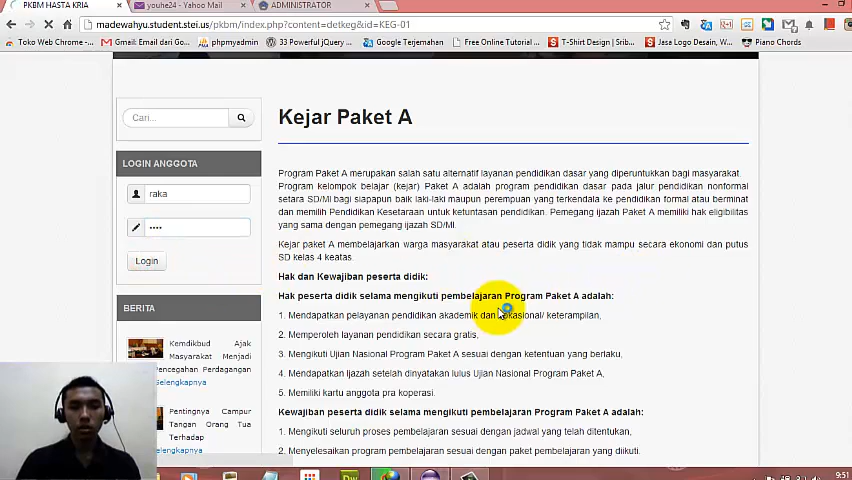 PKBM HASTA KRIA
youhe24 - Yahoo Mail
ADMINISTRATOR
madewahyu.student.stei.us/pkbm/index.php?content=detkeg&id=KEG-01
Toko Web Chrome -
Gmail: Email dari Goo
phpmyadmin
33 Powerful jQuery
Google Terjemahan
Free Online Tutorial
T-Shirt Design | Srib
Jasa Logo Desain, W
Piano Chords
Cari...
LOGIN ANGGOTA
raka
••••
Login
BERITA
Kemdikbud Ajak
Masyarakat Menjadi
Pencegahan Perdagangan
Selengkapnya
Pentingnya Campur
Tangan Orang Tua
Terhadap
Kejar Paket A
Program Paket A merupakan salah satu alternatif layanan pendidikan dasar yang diperuntukkan bagi masyarakat.
Program kelompok belajar (kejar) Paket A adalah program pendidikan dasar pada jalur pendidikan nonformal
setara SD/MI bagi siapapun baik laki-laki maupun perempuan yang terkendala ke pendidikan formal atau berminat
dan memilih Pendidikan Kesetaraan untuk ketuntasan pendidikan. Pemegang ijazah Paket A memiliki hak eligibilitas
yang sama dengan pemegang ijazah SD/MI.
Kejar paket A membelajarkan warga masyarakat atau peserta didik yang tidak mampu secara ekonomi dan putus
SD kelas 4 keatas.
Hak dan Kewajiban peserta didik:
Hak peserta didik selama mengikuti pembelajaran Program Paket A adalah:
1. Mendapatkan pelayanan pendidikan akademik dan vokasional/ keterampilan,
2. Memperoleh layanan pendidikan secara gratis,
3. Mengikuti Ujian Nasional Program Paket A sesuai dengan ketentuan yang berlaku,
4. Mendapatkan Ijazah setelah dinyatakan lulus Ujian Nasional Program Paket A,
5. Memiliki kartu anggota pra koperasi.
Kewajiban peserta didik selama mengikuti pembelajaran Program Paket A adalah:
1. Mengikuti seluruh proses pembelajaran sesuai dengan jadwal yang telah ditentukan,
2. Menyelesaikan program pembelajaran sesuai dengan paket pembelajaran yang diikuti.
9:51